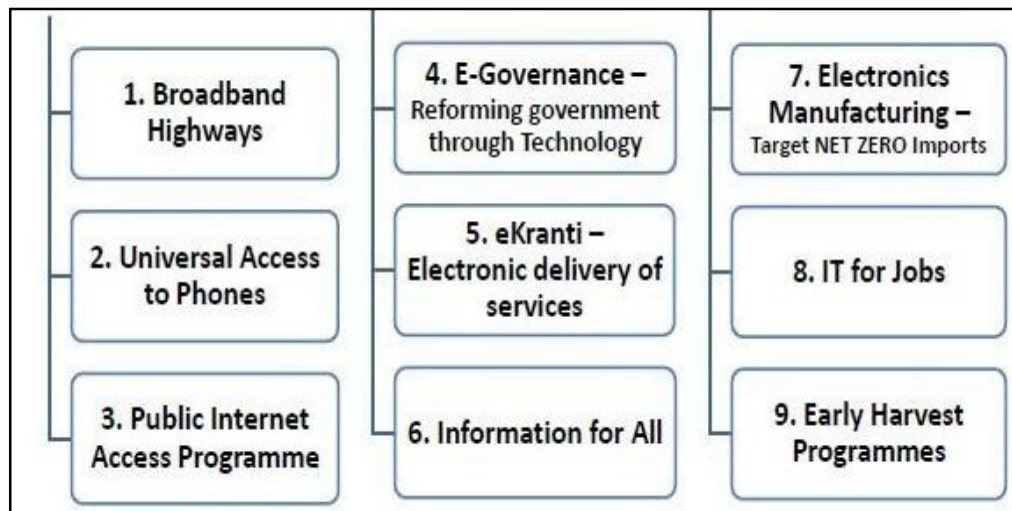 1. Broadband
Highways
2. Universal Access
to Phones
3. Public Internet
Access Programme
4. E-Governance –
Reforming government
through Technology
5. eKranti –
Electronic delivery of
services
6. Information for All
7. Electronics
Manufacturing –
Target NET ZERO Imports
8. IT for Jobs
9. Early Harvest
Programmes